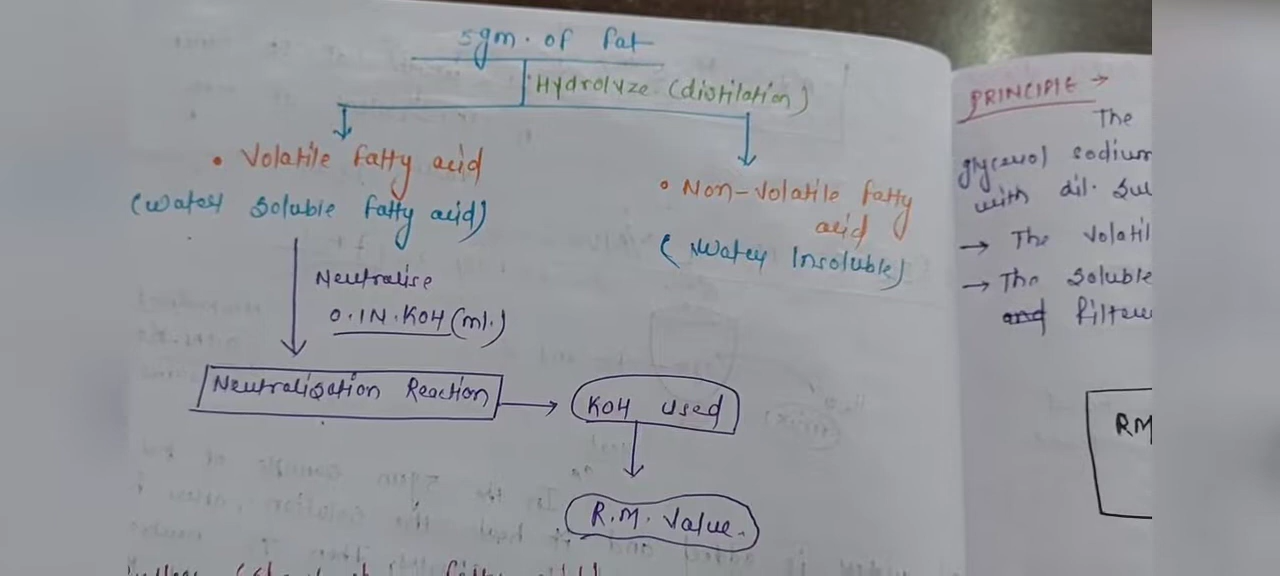 5gm. of fat
Hydrolyze (distilation)
• Volatile fatty acid
(Water soluble fatty acid)
• Non-volatile fatty
acid
(Water Insoluble)
Neutralise
0.1N.KOH (ml.)
Neutralisation Reaction
KOH used
R.M. Value.
PRINCIPLE →
The
glycerol sodium
with dil. Sul
→ The Volatil
→ The Soluble
and filter
RM